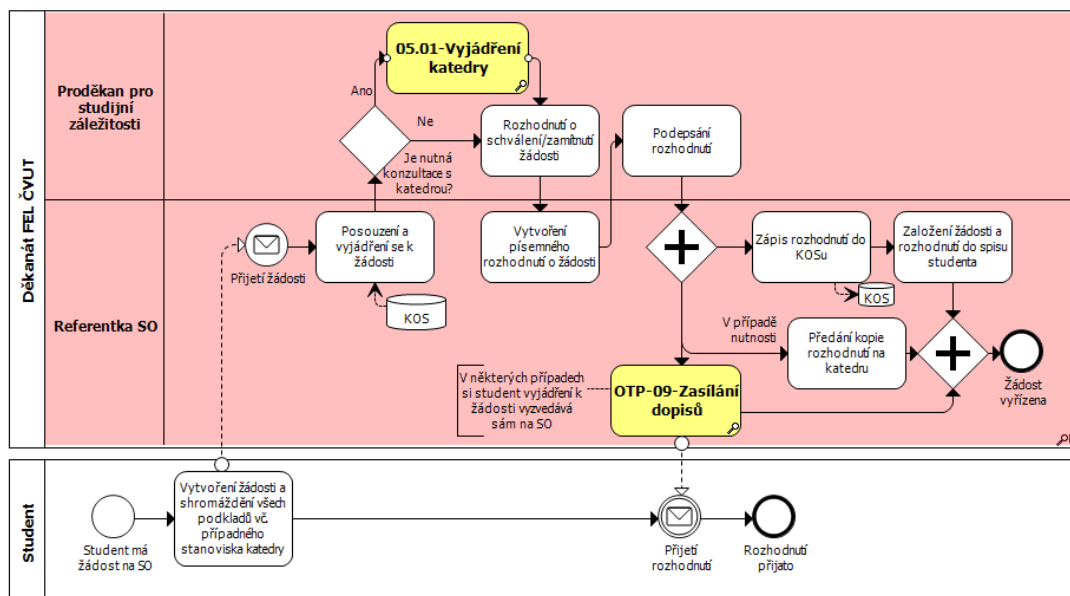 Děkanát FEL ČVUT
Proděkan pro
studijní
záležitosti
05.01-Vyjádření
katedry
Ano
Ne
Je nutná
konzultace s
katedrou?
Rozhodnutí o
schválení/zamítnutí
žádosti
Podepsání
rozhodnutí
Referentka SO
Přijetí žádosti
Posouzení a
vyjádření se k
žádosti
KOS
Vytvoření
písemného
rozhodnutí o žádosti
Zápis rozhodnutí do
KOSu
KOS
Založení žádosti a
rozhodnutí do spisu
studenta
V případě
nutnosti
Předání kopie
rozhodnutí na
katedru
Žádost
vyřízena
V některých případech
si student vyjádření k
žádosti vyzvedává
sám na SO
OTP-09-Zasílání
dopisů
Student
Student má
žádost na SO
Vytvoření žádosti a
shromáždění všech
podkladů vč.
případného
stanoviska katedry
Přijetí
rozhodnutí
Rozhodnutí
přijato